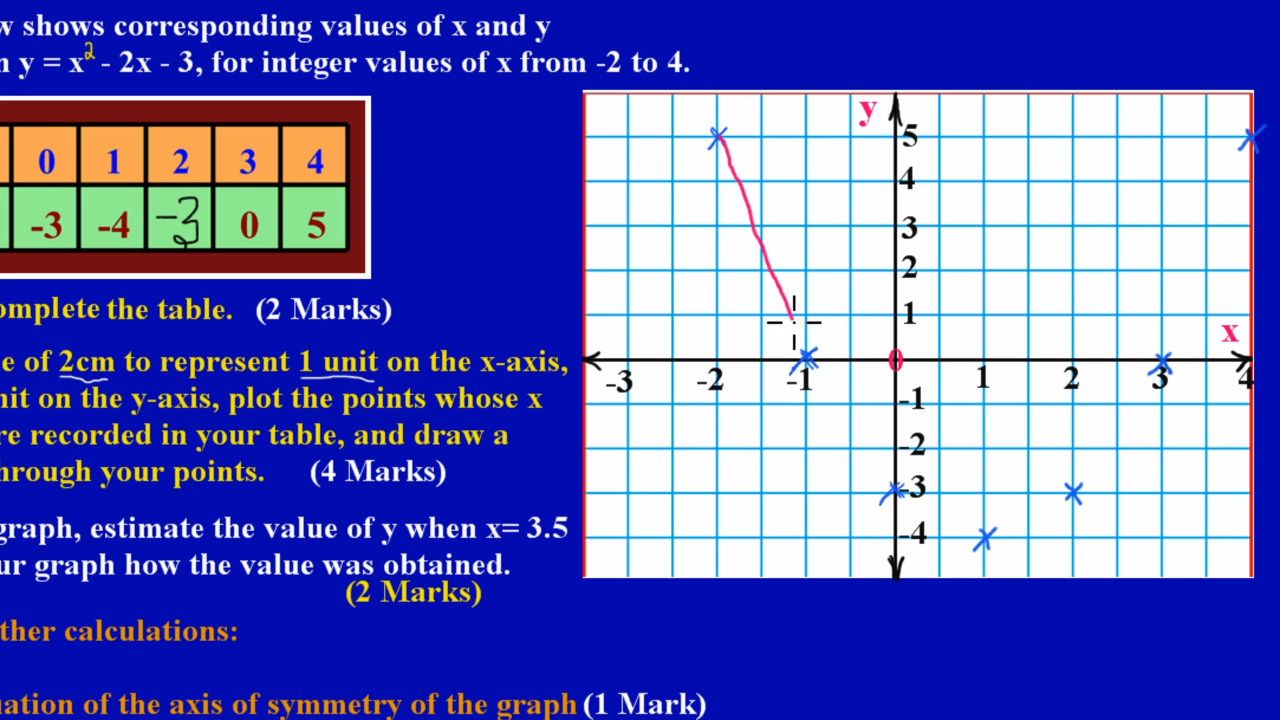 w shows corresponding values of x and y
n y = x² - 2x - 3, for integer values of x from -2 to 4.
0 1 2 3 4
-3 -4 -3 0 5
omplete the table. (2 Marks)
e of 2cm to represent 1 unit on the x-axis,
nit on the y-axis, plot the points whose x
re recorded in your table, and draw a
hrough your points. (4 Marks)
graph, estimate the value of y when x= 3.5
ur graph how the value was obtained.
(2 Marks)
ther calculations:
uation of the axis of symmetry of the graph (1 Mark)
y
5
4
3
2
1
x
-3 -2 -1 0 1 2 3 4
-1
-2
-3
-4